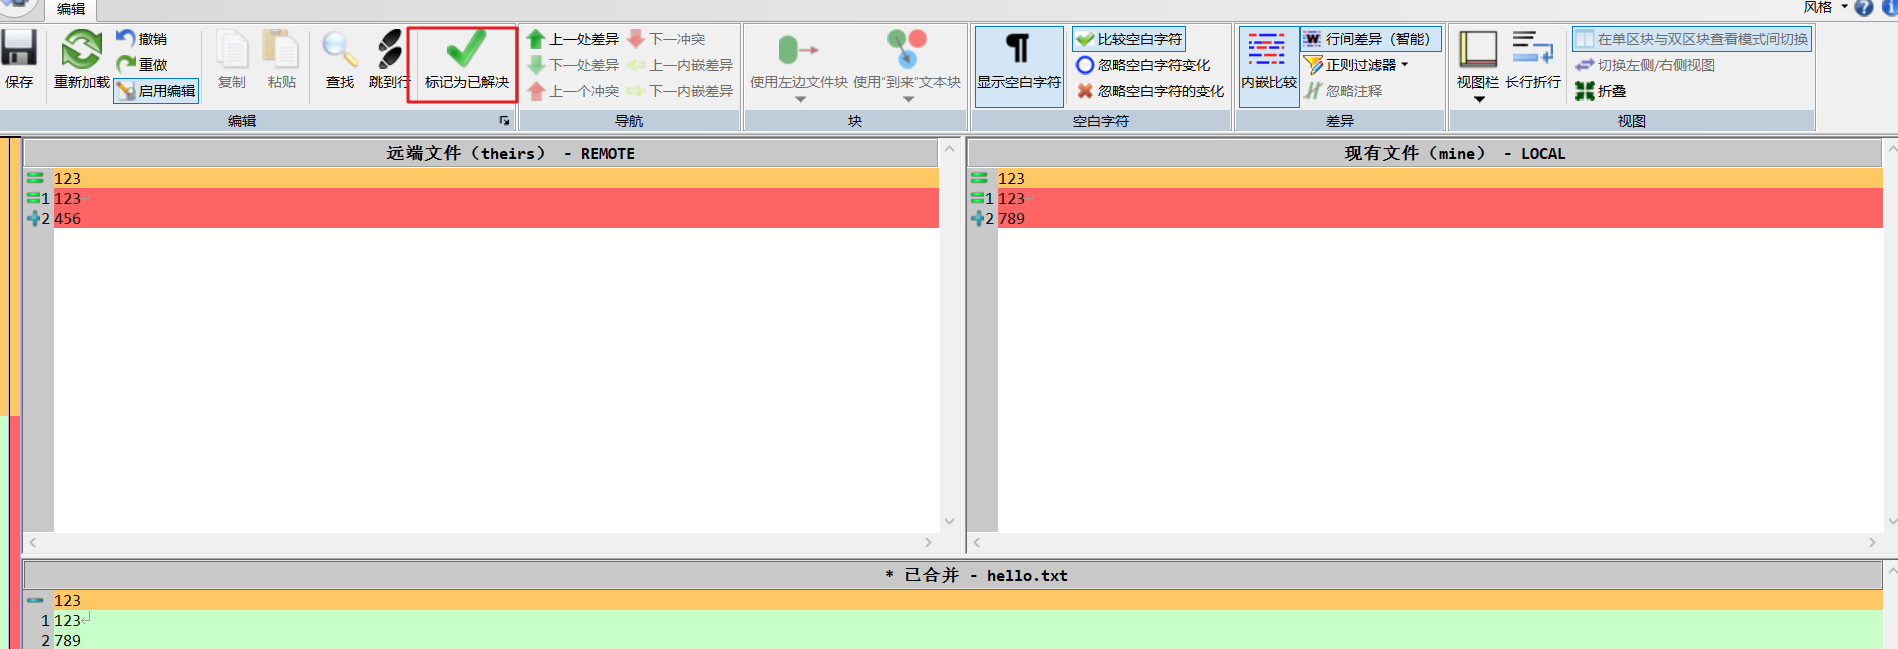 编辑
风格
保存
重新加载
撤销
重做
启用编辑
复制
粘贴
查找
跳到行
标记为已解决
编辑
上一处差异
下一处差异
上一个冲突
下一冲突
上一内嵌差异
下一内嵌差异
导航
使用左边文件块
使用"到来"文本块
块
显示空白字符
比较空白字符
忽略空白字符变化
忽略空白字符的变化
空白字符
内嵌比较
行间差异（智能）
正则过滤器
忽略注释
差异
视图栏
长行折行
在单区块与双区块查看模式间切换
切换左侧/右侧视图
折叠
视图
远端文件（theirs） - REMOTE
123
1 123
2 456
现有文件（mine） - LOCAL
123
1 123
2 789
* 已合并 - hello.txt
123
1 123
2 789